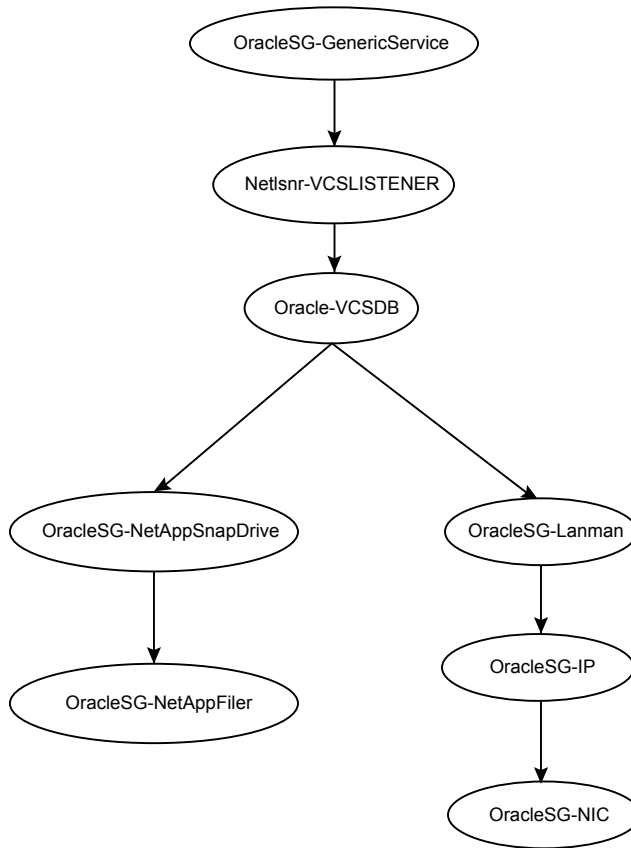 OracleSG-GenericService
Netlsnr-VCSLISTENER
Oracle-VCSDB
OracleSG-NetAppSnapDrive
OracleSG-Lanman
OracleSG-IP
OracleSG-NetAppFiler
OracleSG-NIC